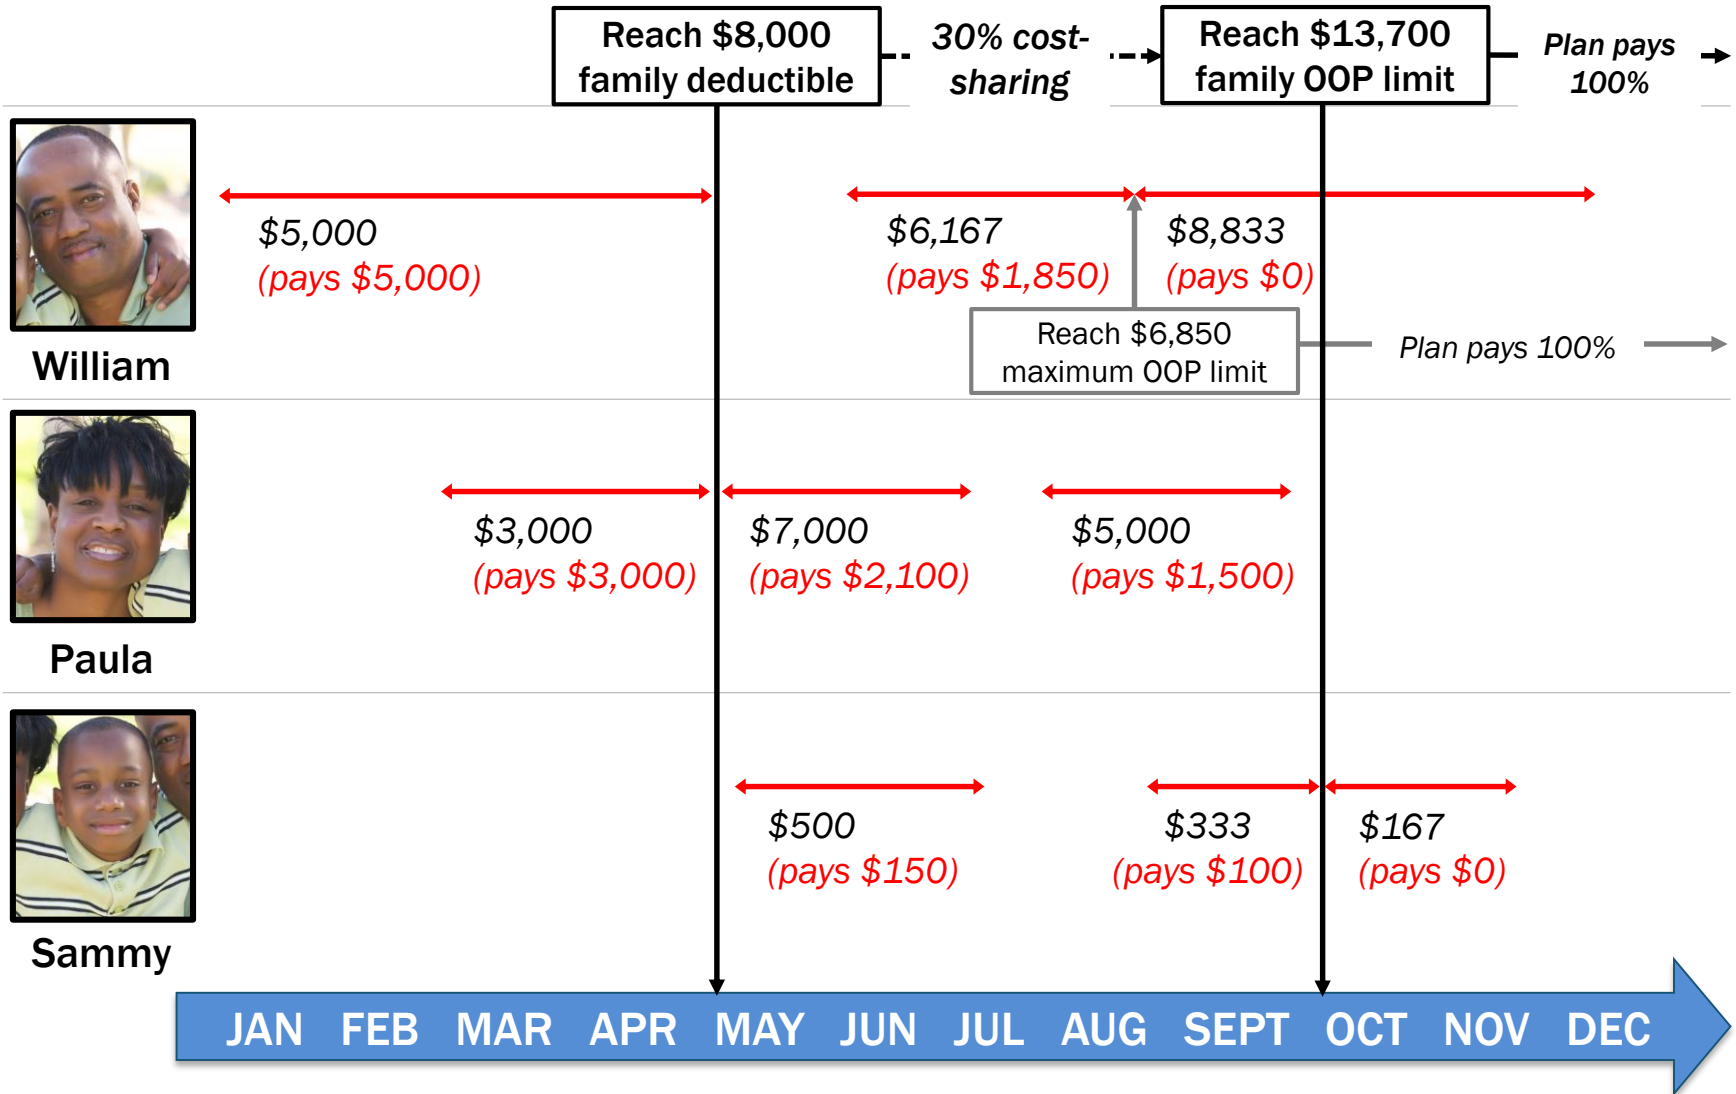 Reach $8,000
family deductible
30% cost-
sharing
Reach $13,700
family OOP limit
Plan pays
100%
$5,000
(pays $5,000)
$6,167
(pays $1,850)
$8,833
(pays $0)
Reach $6,850
maximum OOP limit
Plan pays 100%
William
$3,000
(pays $3,000)
$7,000
(pays $2,100)
$5,000
(pays $1,500)
Paula
$500
(pays $150)
$333
(pays $100)
$167
(pays $0)
Sammy
JAN FEB MAR APR MAY JUN JUL AUG SEPT OCT NOV DEC